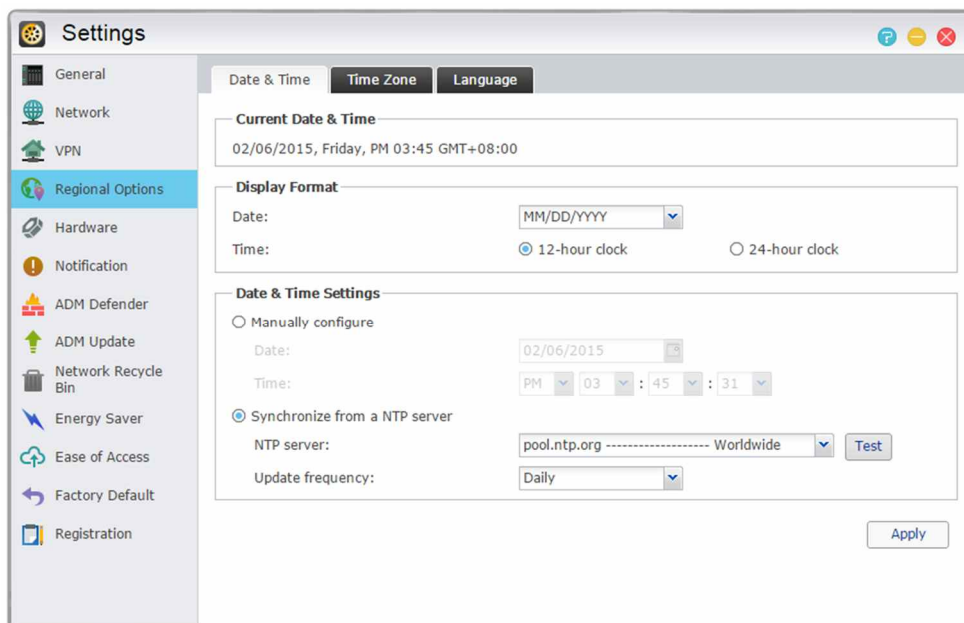 Settings
General
Network
VPN
Regional Options
Hardware
Notification
ADM Defender
ADM Update
Network Recycle
Bin
Energy Saver
Ease of Access
Factory Default
Registration
Date & Time
Time Zone
Language
Current Date & Time
02/06/2015, Friday, PM 03:45 GMT+08:00
Display Format
Date: MM/DD/YYYY
Time: 12-hour clock 24-hour clock
Date & Time Settings
Manually configure
Date: 02/06/2015
Time: PM 03 : 45 : 31
Synchronize from a NTP server
NTP server: pool.ntp.org ------------------- Worldwide Test
Update frequency: Daily
Apply